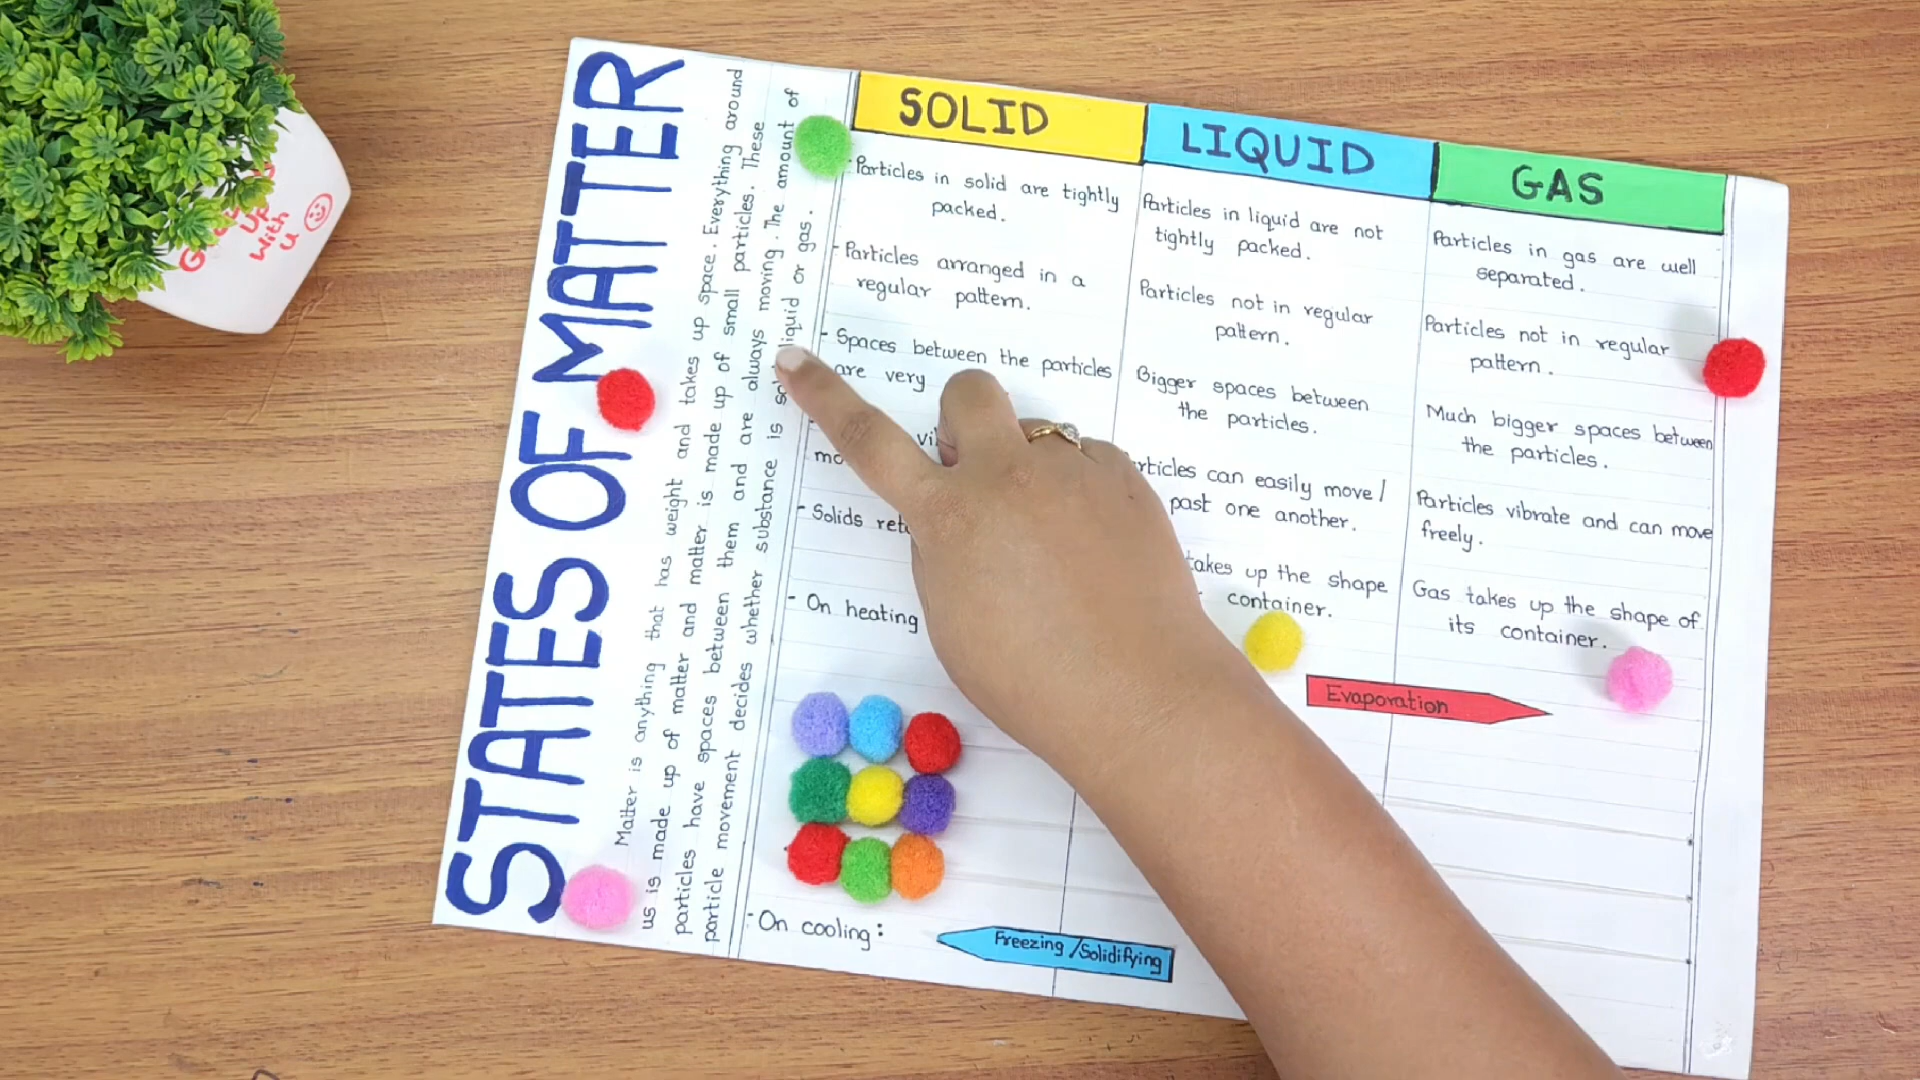 STATES OF MATTER
Matter is anything that has weight and takes up space. Everything around
us is made up of matter and matter is made up of small particles. These
particles have spaces between them and are always moving. The amount of
particle movement decides whether substance is liquid or gas.
SOLID
- Particles in solid are tightly
packed.
- Particles arranged in a
regular pattern.
- Spaces between the particles
are very
- Solids
- On heating
- On cooling:
Freezing/Solidifying
LIQUID
Particles in liquid are not
tightly packed.
Particles not in regular
pattern.
Bigger spaces between
the particles.
can easily move/
past one another.
takes up the shape
container.
Evaporation
GAS
Particles in gas are well
separated.
Particles not in regular
pattern.
Much bigger spaces between
the particles.
Particles vibrate and can move
freely.
Gas takes up the shape of
its container.
Up
With
U